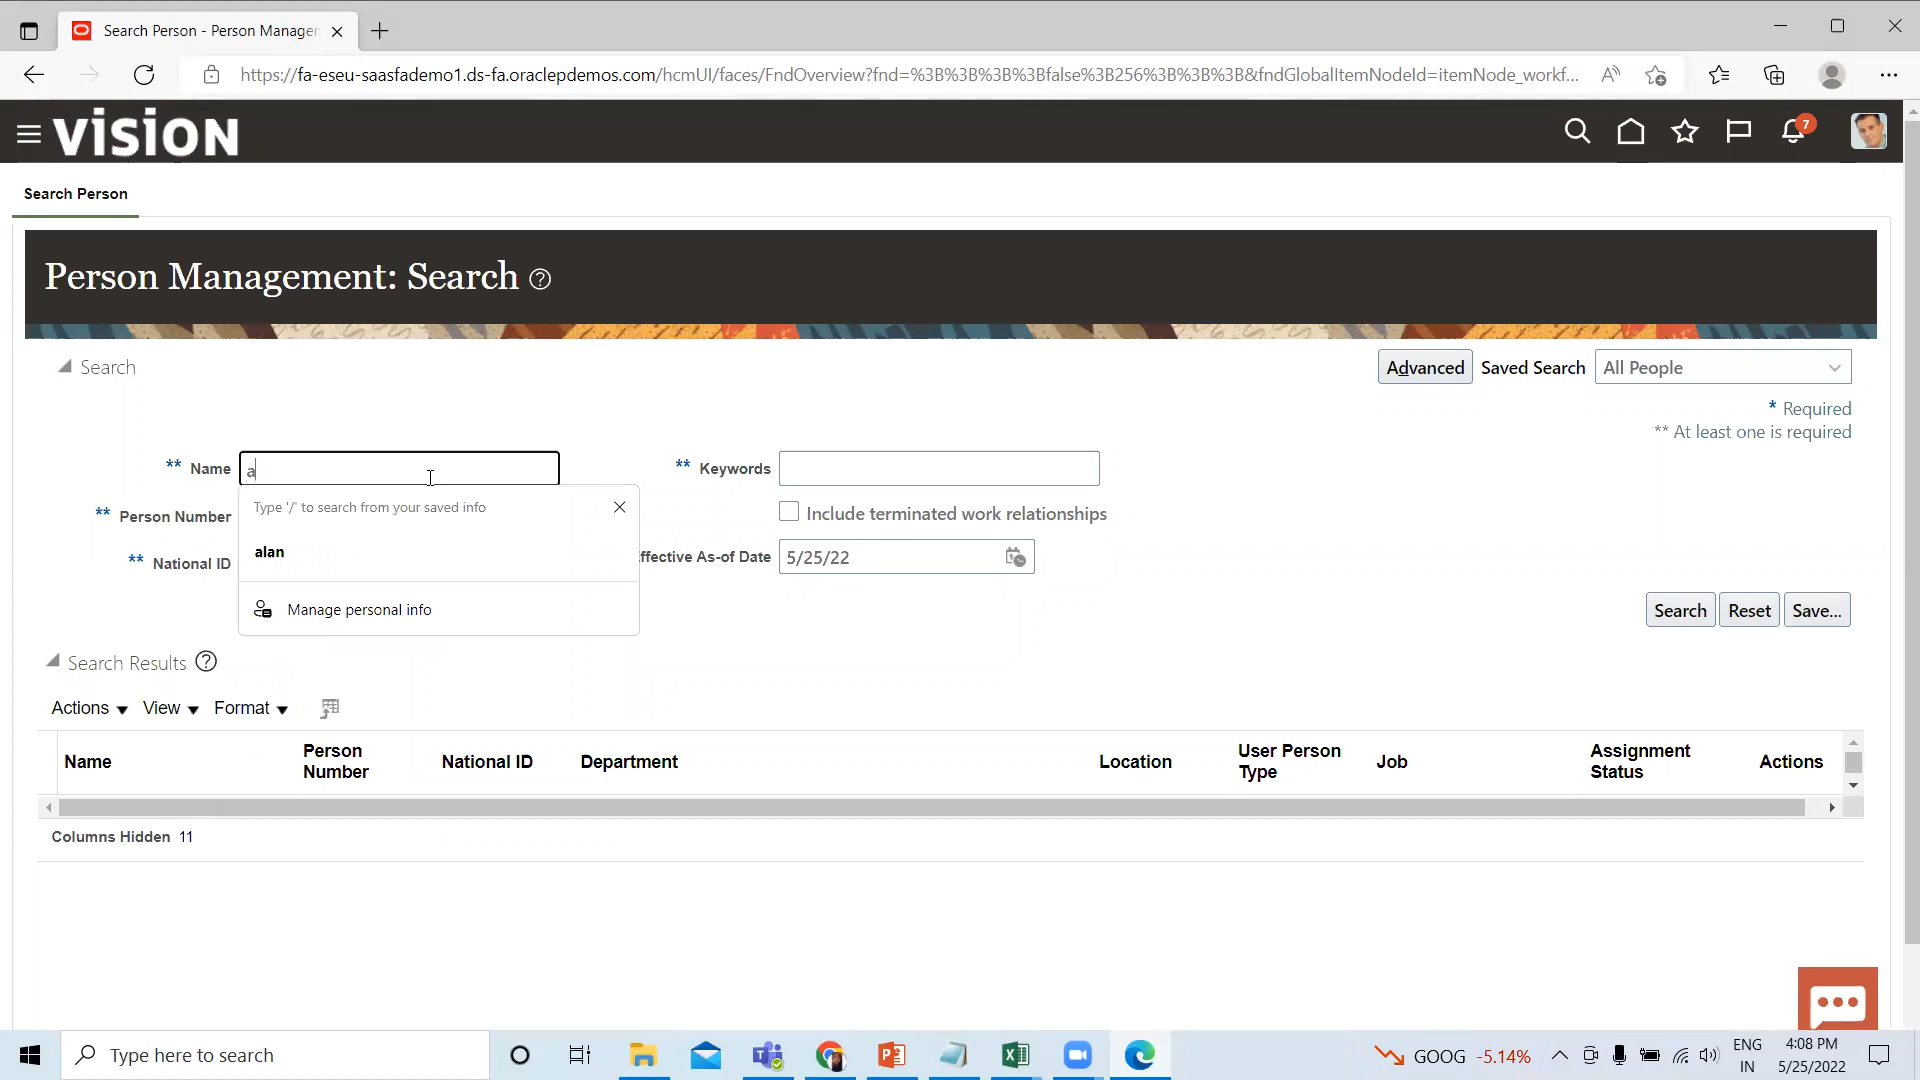 Search Person - Person Manager
https://fa-eseu-saasfademo1.ds-fa.oraclepdemos.com/hcmUI/faces/FndOverview?fnd=%3B%3B%3B%3Bfalse%3B256%3B%3B%3B&fndGlobalItemNodeId=itemNode_workf...
VISION
7
Search Person
Person Management: Search ?
Search
Advanced Saved Search All People
* Required
** At least one is required
** Name a
** Keywords
Type '/' to search from your saved info
** Person Number
Include terminated work relationships
alan
** National ID
ffective As-of Date 5/25/22
Manage personal info
Search Reset Save...
Search Results ?
Actions View Format
Name Person Number National ID Department Location User Person Type Job Assignment Status Actions
Columns Hidden 11
Type here to search
GOOG -5.14%
ENG
IN
4:08 PM
5/25/2022